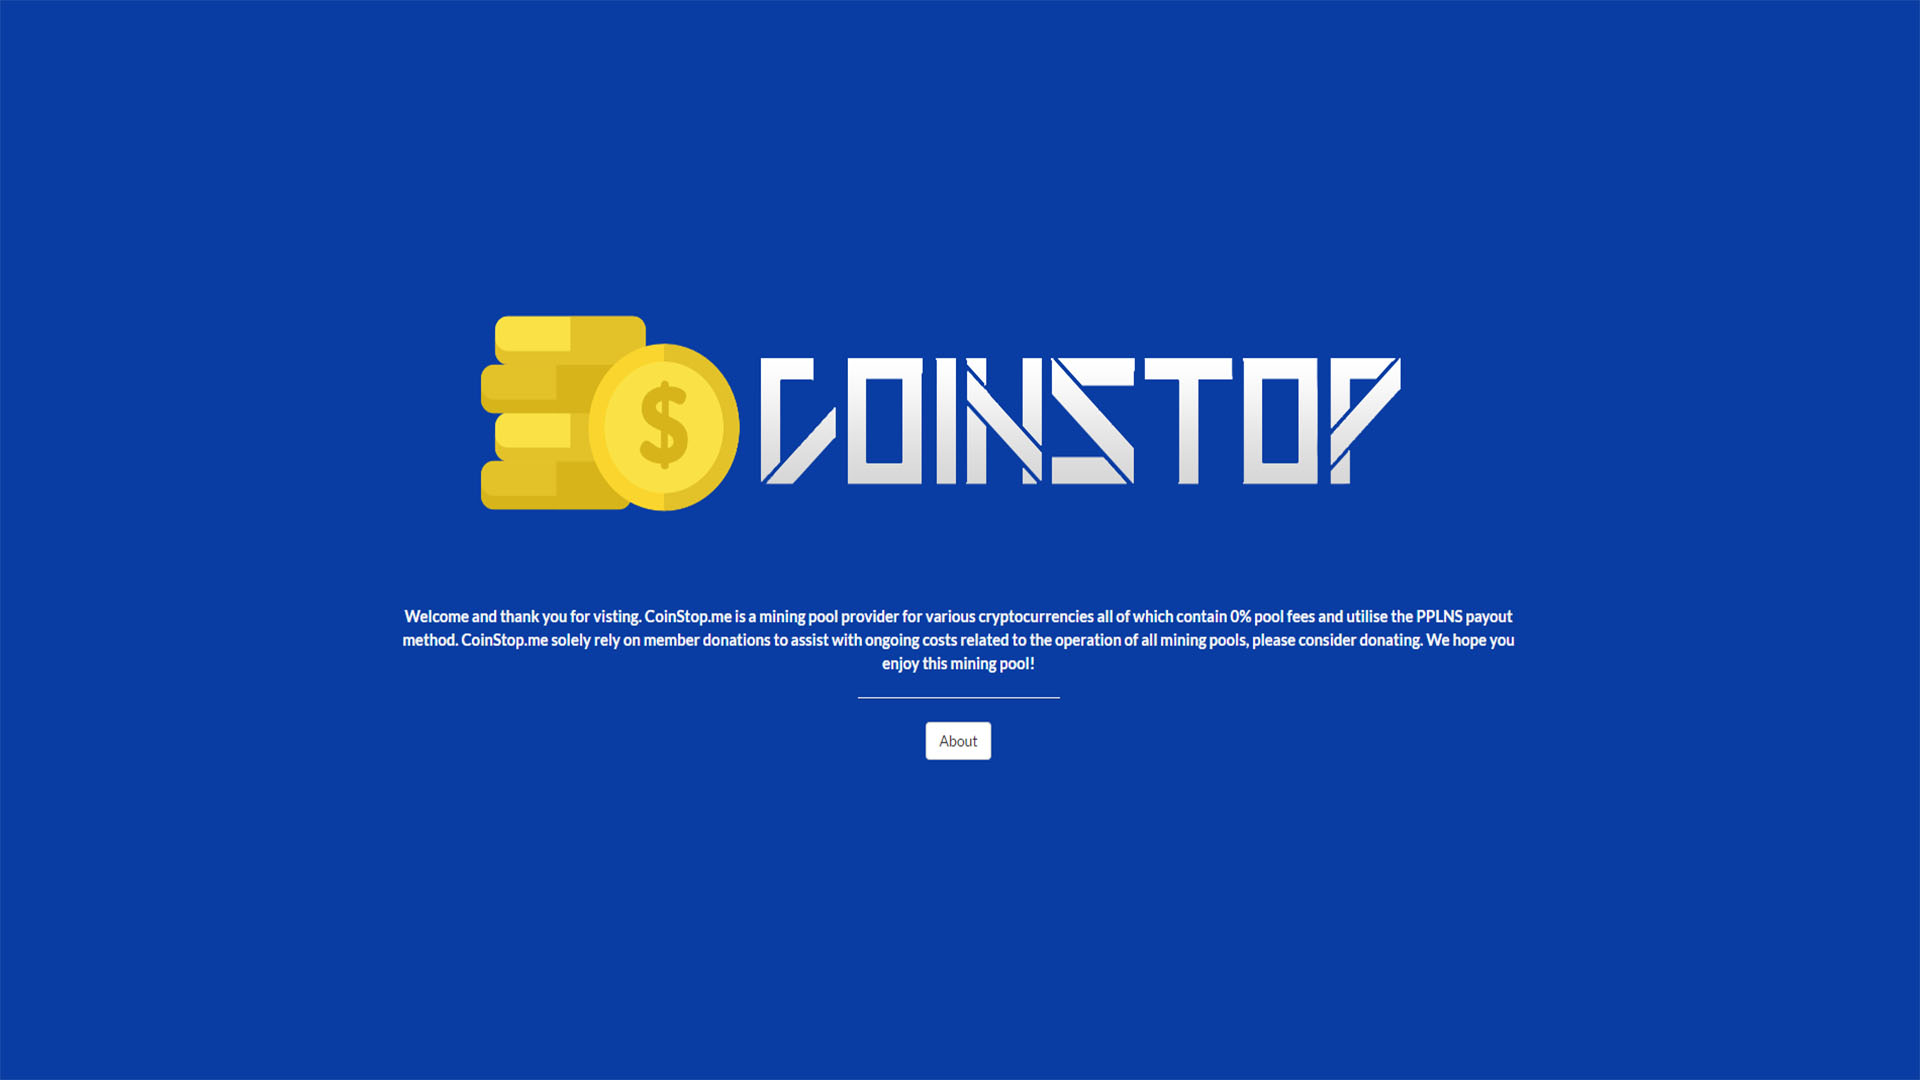 $ COINSTOP
Welcome and thank you for visting. CoinStop.me is a mining pool provider for various cryptocurrencies all of which contain 0% pool fees and utilise the PPLNS payout
method. CoinStop.me solely rely on member donations to assist with ongoing costs related to the operation of all mining pools, please consider donating. We hope you
enjoy this mining pool!
About